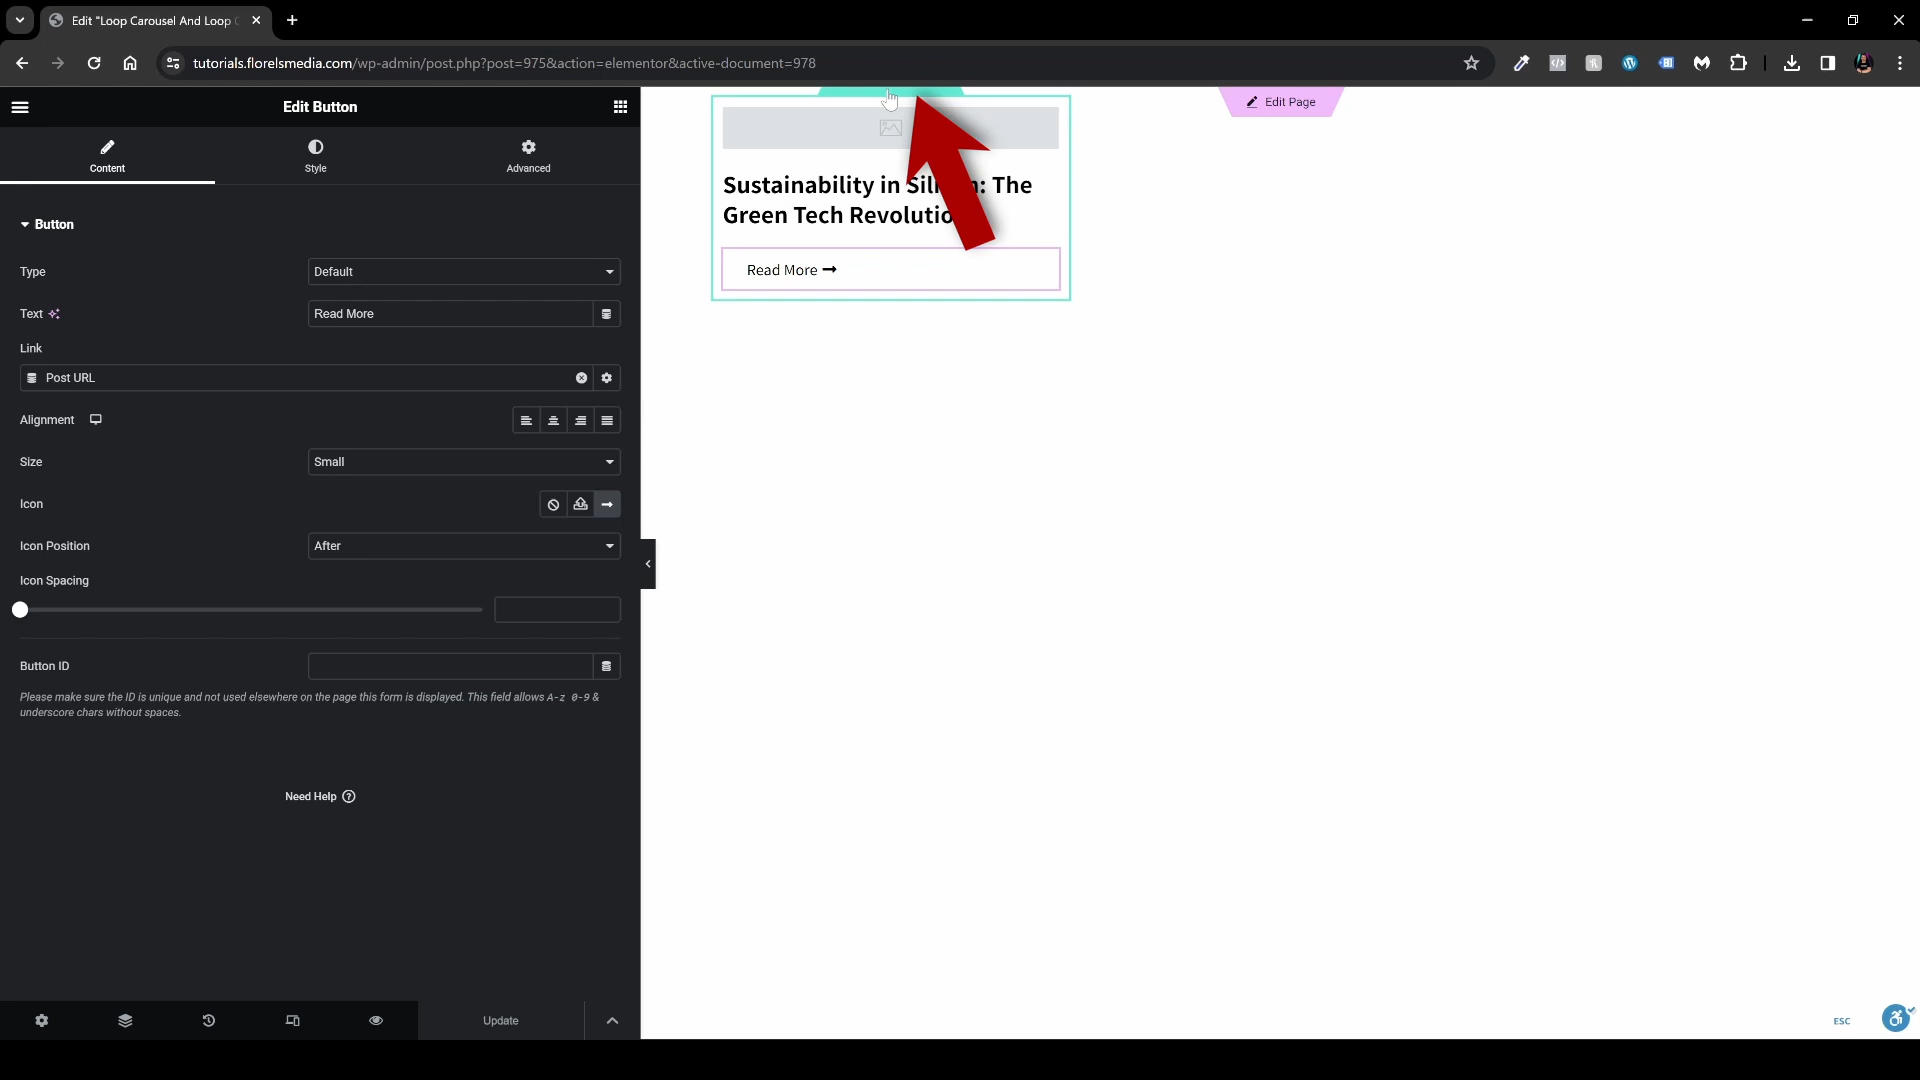 Edit "Loop Carousel And Loop
tutorials.florelsmedia.com/wp-admin/post.php?post=975&action=elementor&active-document=978
Edit Button
Edit Page
Content
Style
Advanced
Sustainability in Sili : The
Green Tech Revolutio
Button
Type
Default
Read More
Text
Read More
Link
Post URL
Alignment
Size
Small
Icon
Icon Position
After
Icon Spacing
Button ID
Please make sure the ID is unique and not used elsewhere on the page this form is displayed. This field allows A-z 0-9 &
underscore chars without spaces.
Need Help
Update
ESC